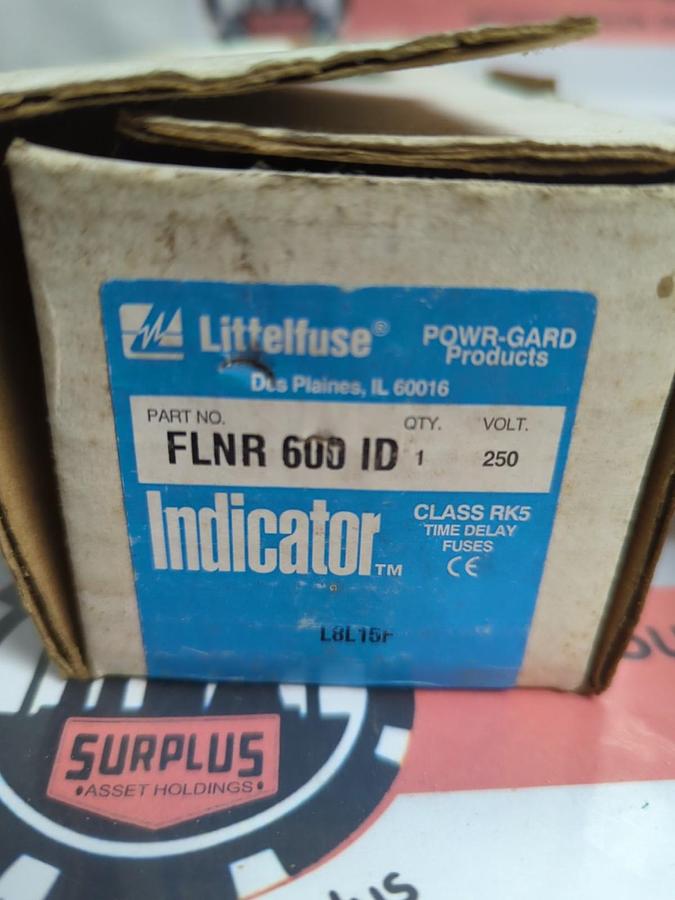 Littelfuse® POWR-GARD
Products
Des Plaines, IL 60016
PART NO. QTY. VOLT.
FLNR 600 ID 1 250
Indicator™
CLASS RK5
TIME DELAY
FUSES
CE
L8L15F
SURPLUS
•ASSET HOLDINGS•